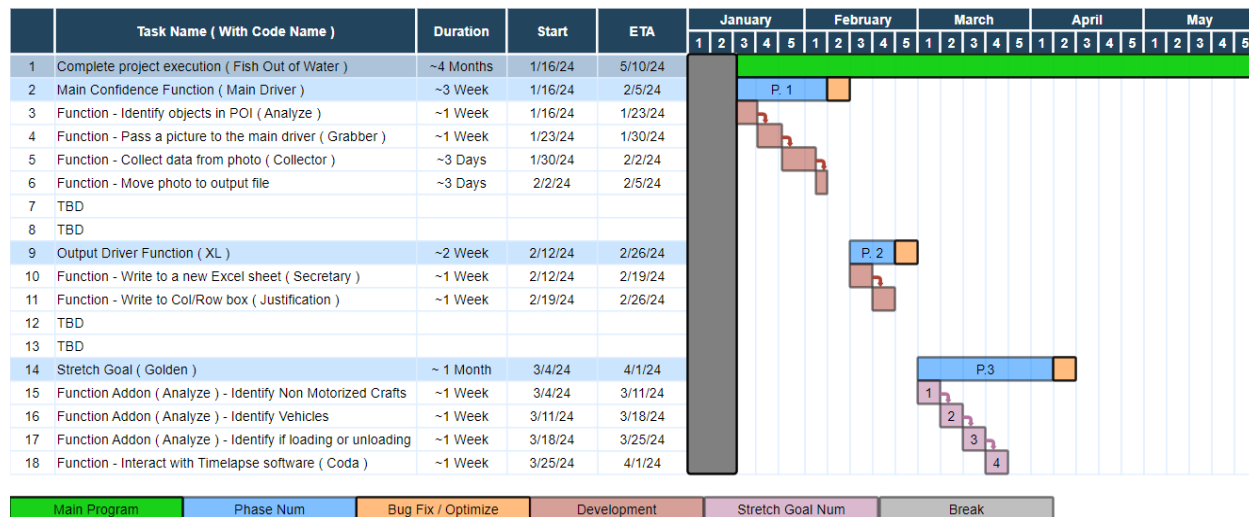 January February March April May
Task Name ( With Code Name ) Duration Start ETA
1 2 3 4 5 1 2 3 4 5 1 2 3 4 5 1 2 3 4 5 1 2 3 4 5
1 Complete project execution ( Fish Out of Water ) ~4 Months 1/16/24 5/10/24
2 Main Confidence Function ( Main Driver ) ~3 Week 1/16/24 2/5/24 P. 1
3 Function - Identify objects in POI ( Analyze ) ~1 Week 1/16/24 1/23/24
4 Function - Pass a picture to the main driver ( Grabber ) ~1 Week 1/23/24 1/30/24
5 Function - Collect data from photo ( Collector ) ~3 Days 1/30/24 2/2/24
6 Function - Move photo to output file ~3 Days 2/2/24 2/5/24
7 TBD
8 TBD
9 Output Driver Function ( XL ) ~2 Week 2/12/24 2/26/24 P. 2
10 Function - Write to a new Excel sheet ( Secretary ) ~1 Week 2/12/24 2/19/24
11 Function - Write to Col/Row box ( Justification ) ~1 Week 2/19/24 2/26/24
12 TBD
13 TBD
14 Stretch Goal ( Golden ) ~ 1 Month 3/4/24 4/1/24 P.3
15 Function Addon ( Analyze ) - Identify Non Motorized Crafts ~1 Week 3/4/24 3/11/24 1
16 Function Addon ( Analyze ) - Identify Vehicles ~1 Week 3/11/24 3/18/24 2
17 Function Addon ( Analyze ) - Identify if loading or unloading ~1 Week 3/18/24 3/25/24 3
18 Function - Interact with Timelapse software ( Coda ) ~1 Week 3/25/24 4/1/24 4
Main Program Phase Num Bug Fix / Optimize Development Stretch Goal Num Break